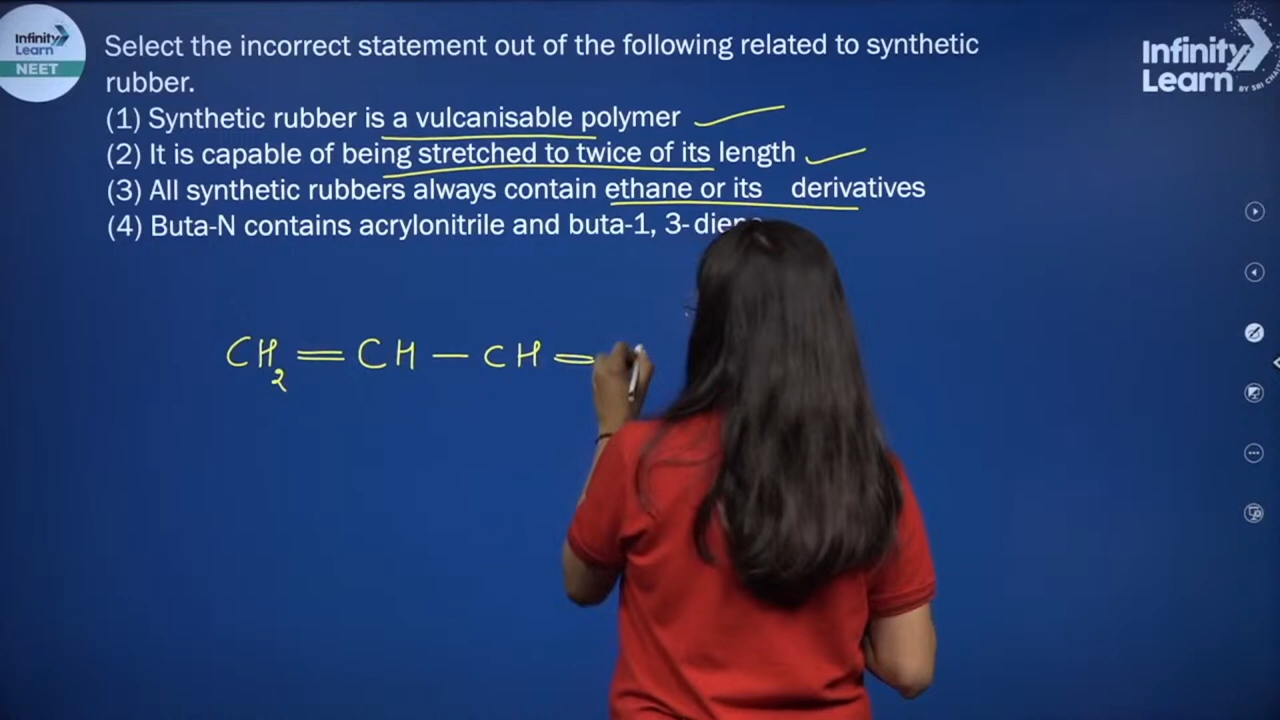 Infinity
Learn
NEET
Select the incorrect statement out of the following related to synthetic
rubber.
(1) Synthetic rubber is a vulcanisable polymer
(2) It is capable of being stretched to twice of its length
(3) All synthetic rubbers always contain ethane or its derivatives
(4) Buta-N contains acrylonitrile and buta-1, 3-
Infinity
Learn
BY SRI
CH2=CH-CH=